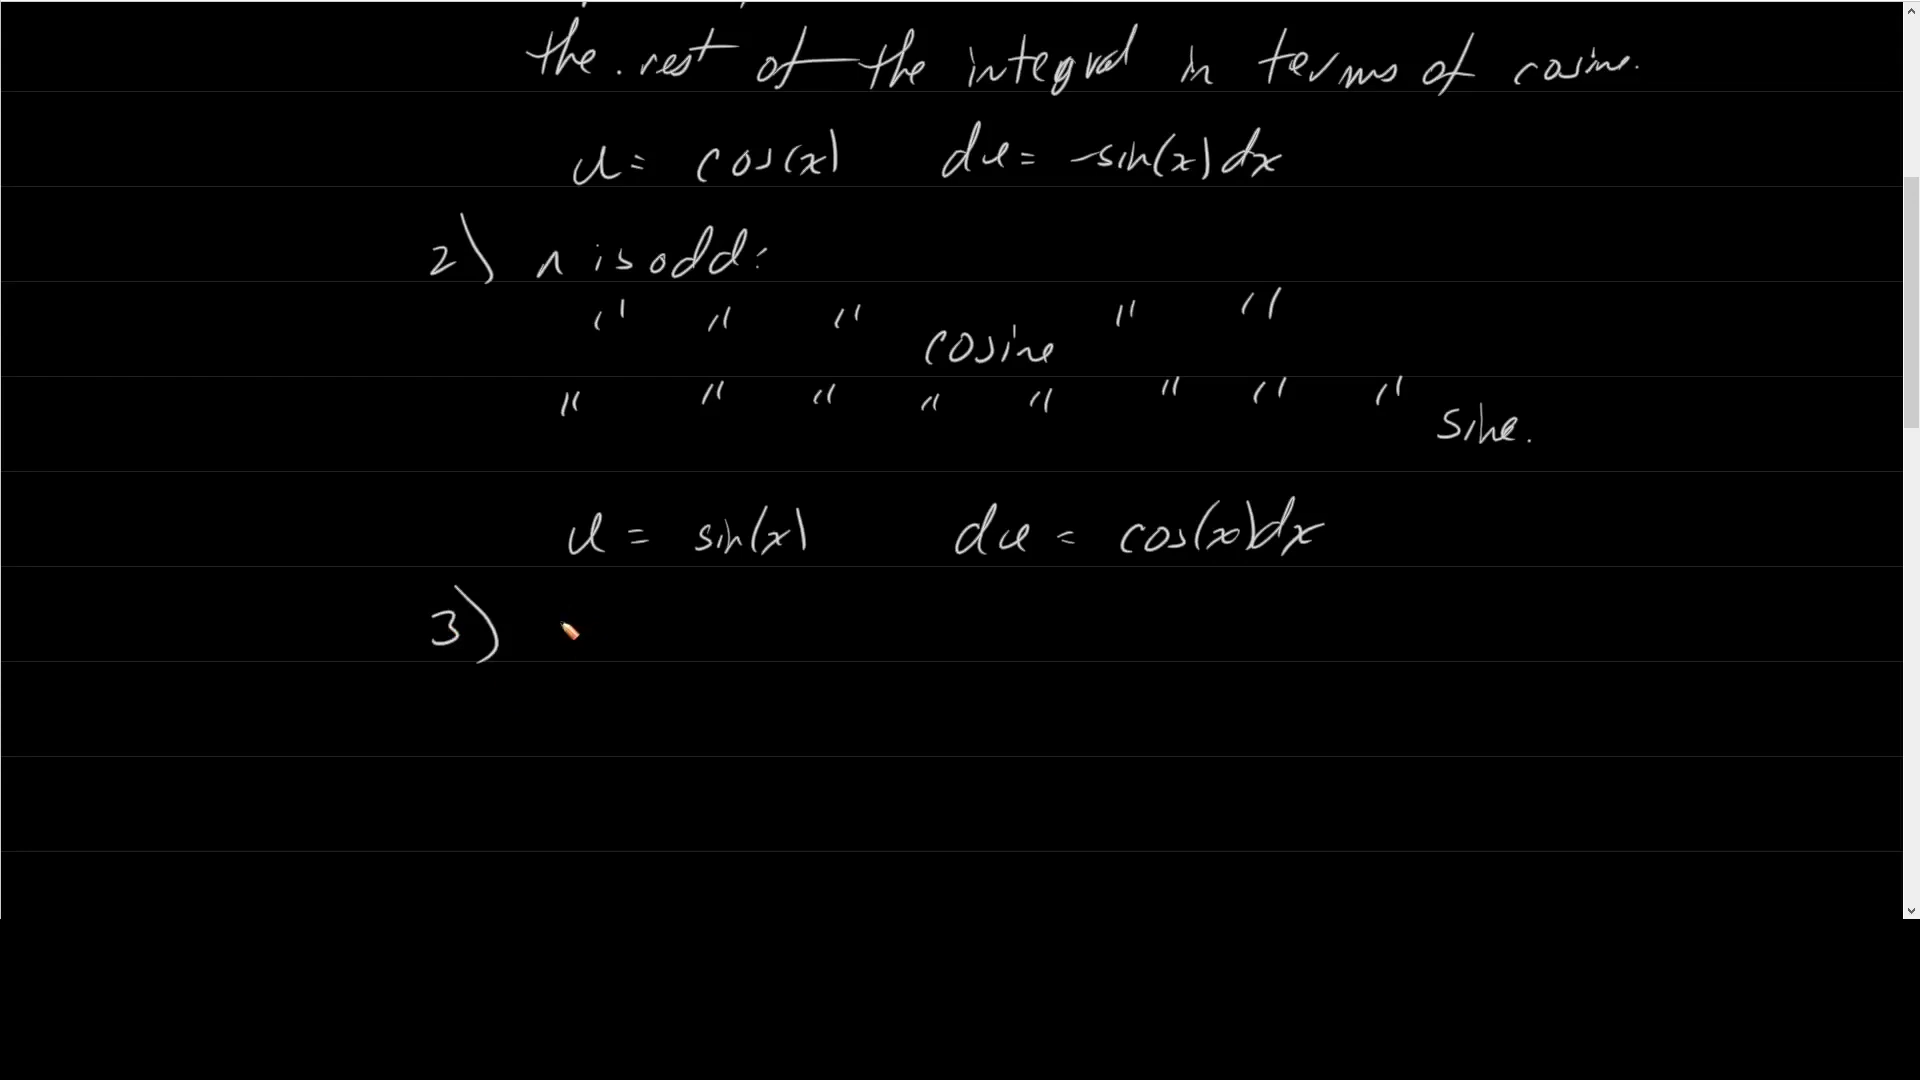 the rest of the integral in terms of cosine.
u = cos(x) du = -sin(x)dx
2) n is odd:
" " " cosine " "
" " " " " " " " sine.
u = sin(x) du = cos(x)dx
3)